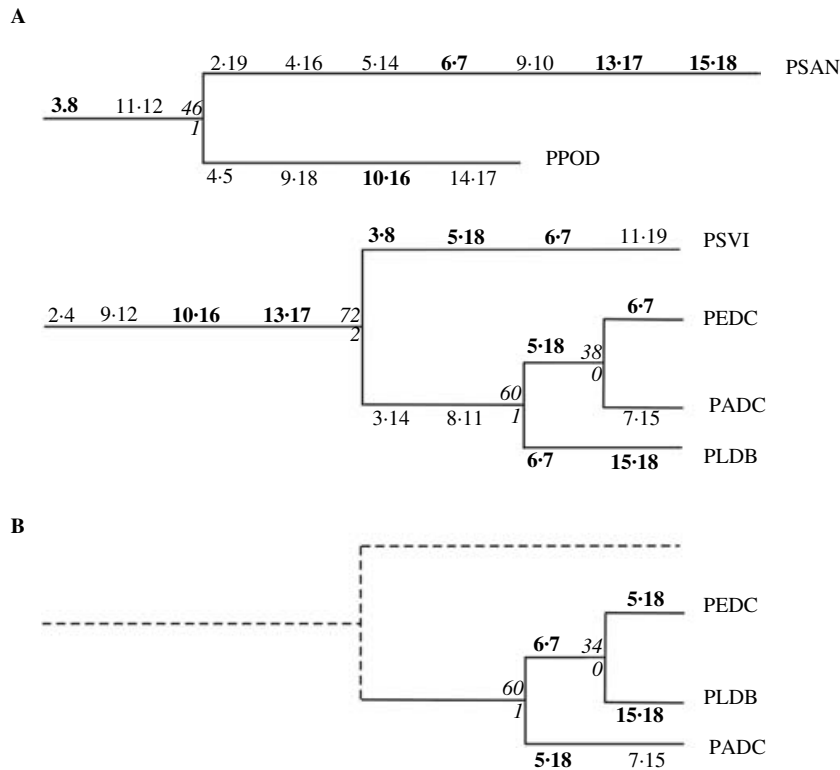 A
2·19 4·16 5·14 6·7 9·10 13·17 15·18 PSAN
3.8 11·12 46
1
PPOD
4·5 9·18 10·16 14·17
3·8 5·18 6·7 11·19 PSVI
2·4 9·12 10·16 13·17 72
2
6·7 PEDC
5·18 38
0
60
1
3·14 8·11
PADC
7·15
PLDB
6·7 15·18
B
5·18 PEDC
6·7 34
0
60
1
PLDB
15·18
PADC
5·18 7·15